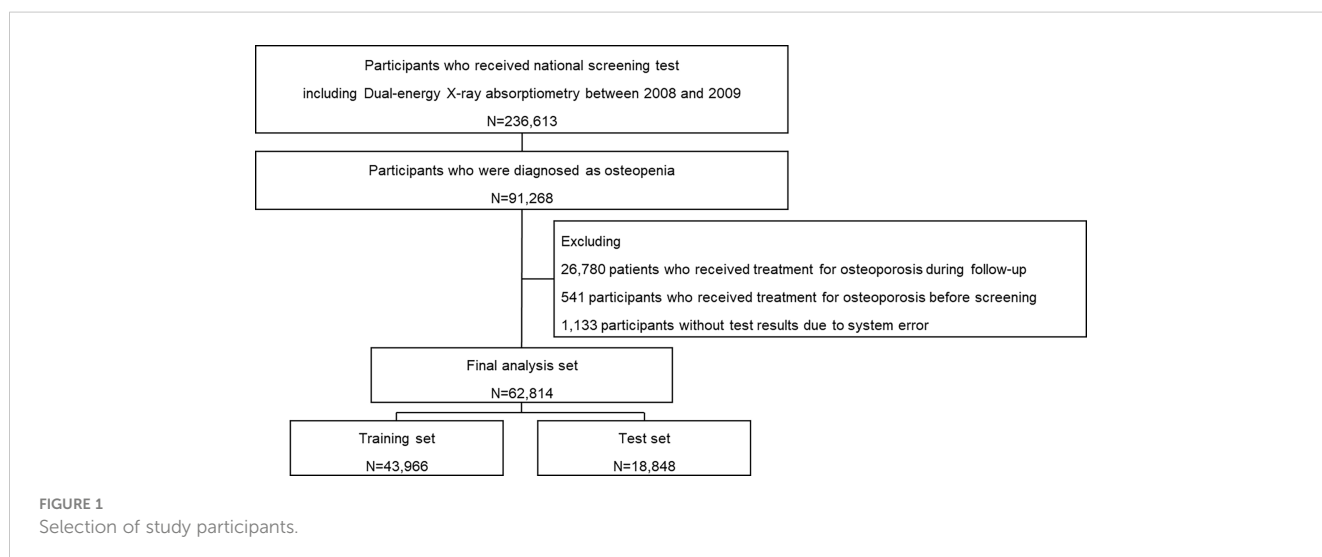 Participants who received national screening test
including Dual-energy X-ray absorptiometry between 2008 and 2009
N=236,613
Participants who were diagnosed as osteopenia
N=91,268
Excluding
26,780 patients who received treatment for osteoporosis during follow-up
541 participants who received treatment for osteoporosis before screening
1,133 participants without test results due to system error
Final analysis set
N=62,814
Training set
N=43,966
Test set
N=18,848
FIGURE 1
Selection of study participants.